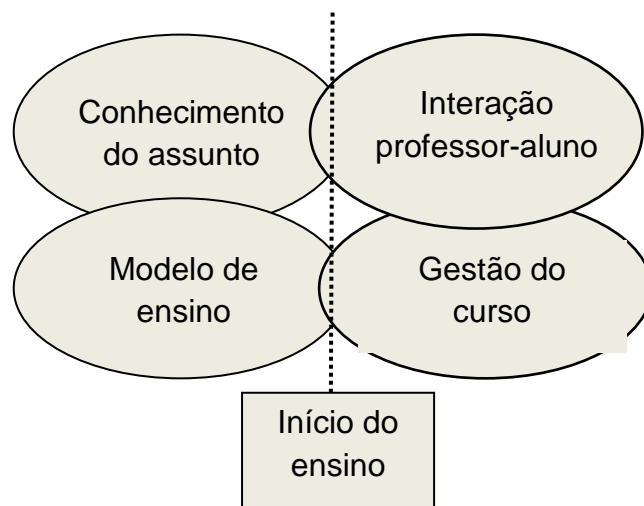 Conhecimento
do assunto
Interação
professor-aluno
Modelo de
ensino
Gestão do
curso
Início do
ensino